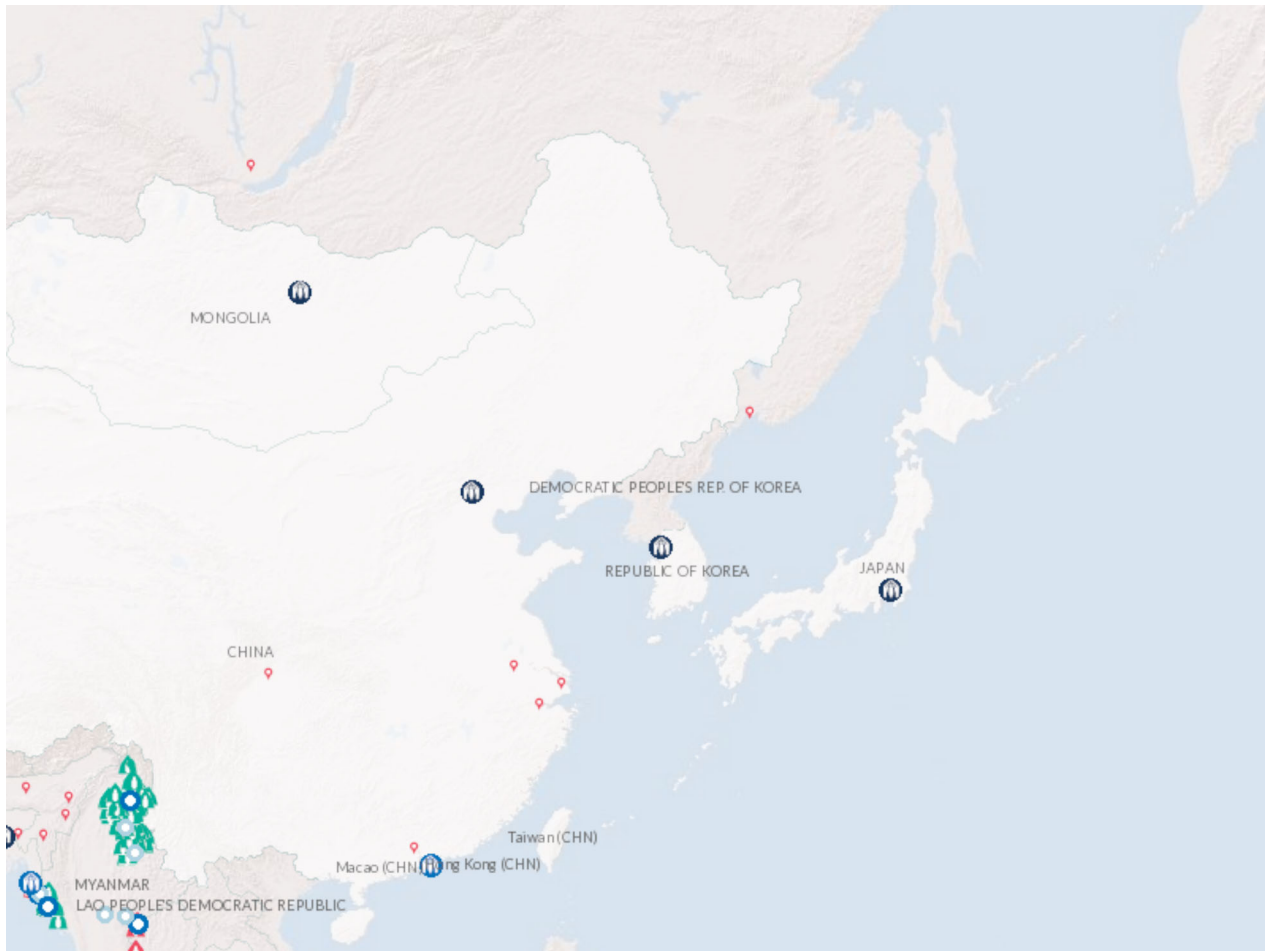 MONGOLIA
DEMOCRATIC PEOPLE'S REP. OF KOREA
REPUBLIC OF KOREA
JAPAN
CHINA
Taiwan (CHN)
Macao (CHN)
ng Kong (CHN)
MYANMAR
LAO PEOPLE'S DEMOCRATIC REPUBLIC